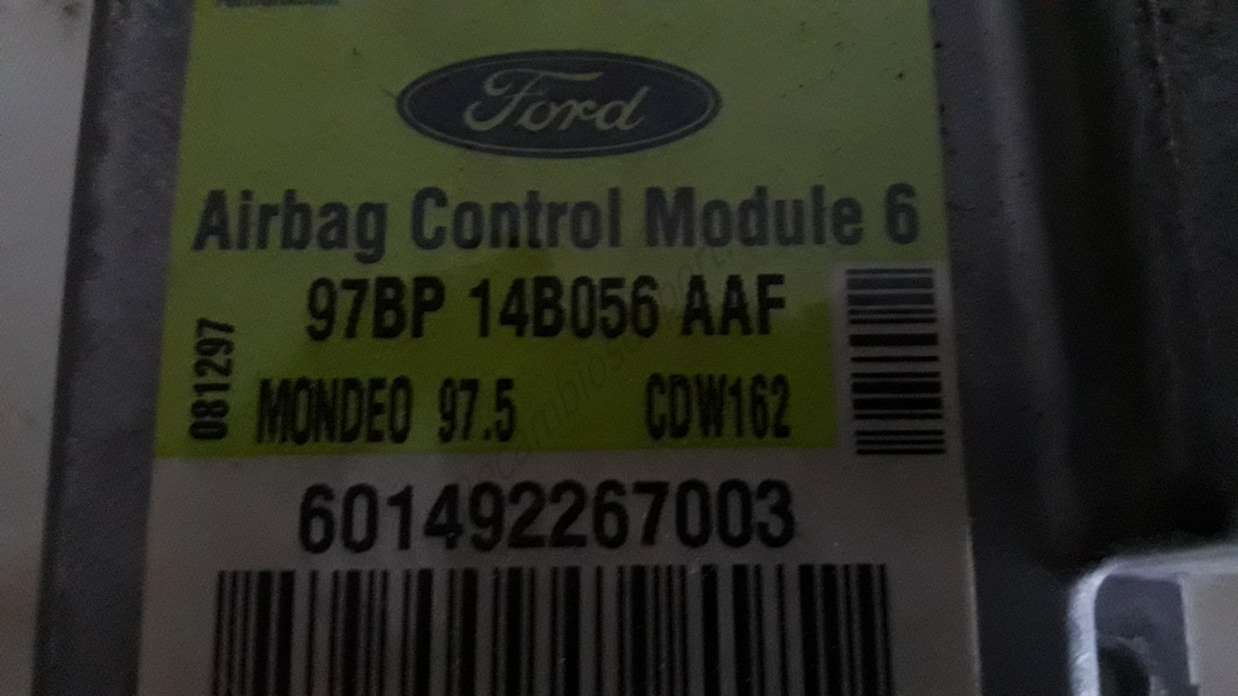 Ford
Airbag Control Module 6
97BP 14B056 AAF
081297
MONDEO 97.5 CDW162
601492267003